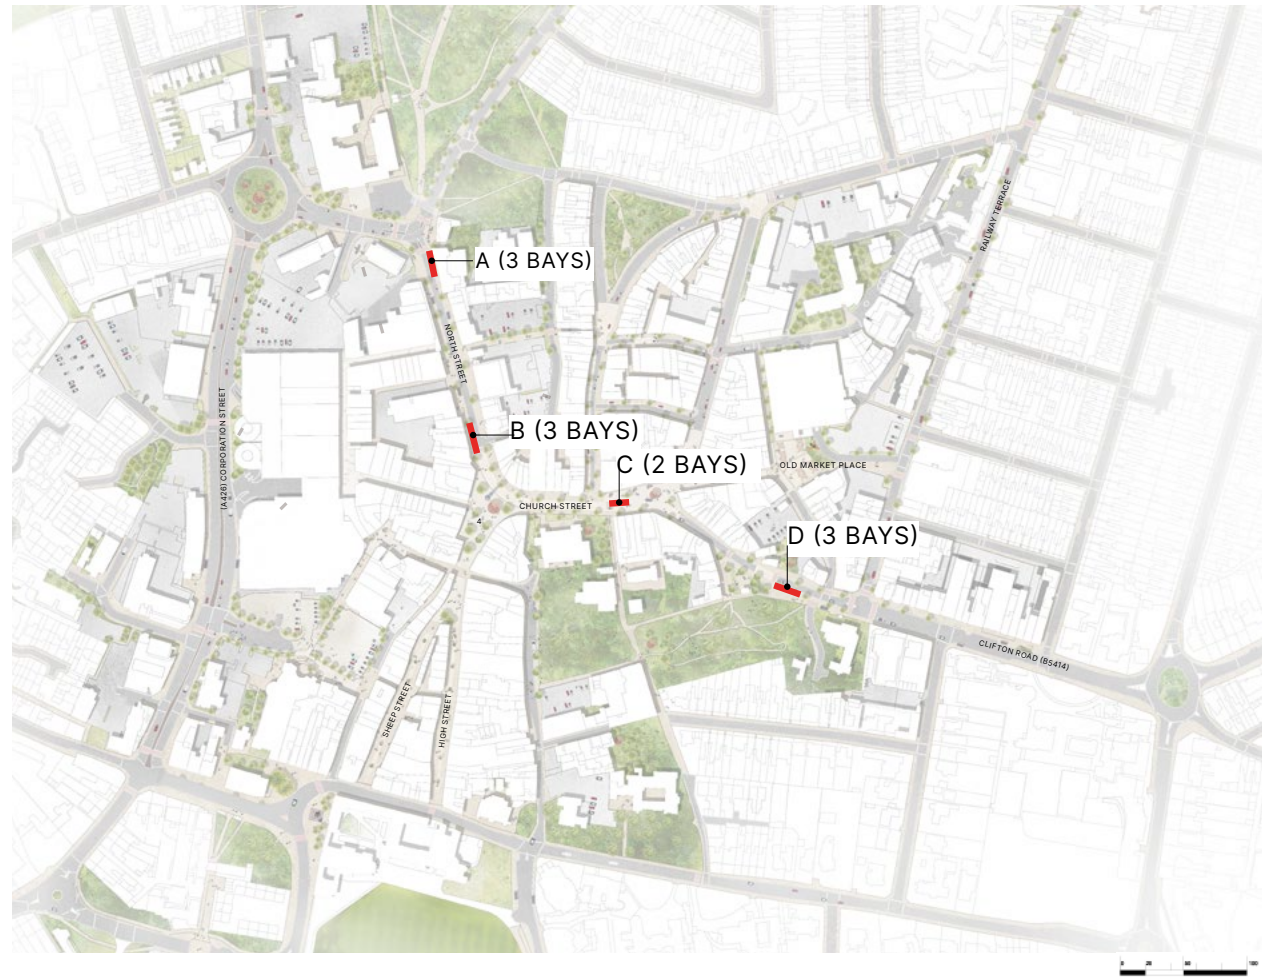 A (3 BAYS)
RAILWAY TERRACE
NORTH STREET
B (3 BAYS)
(A426) CORPORATION STREET
C (2 BAYS)
OLD MARKET PLACE
CHURCH STREET
4
D (3 BAYS)
CLIFTON ROAD (B5414)
SHEEP STREET
HIGH STREET